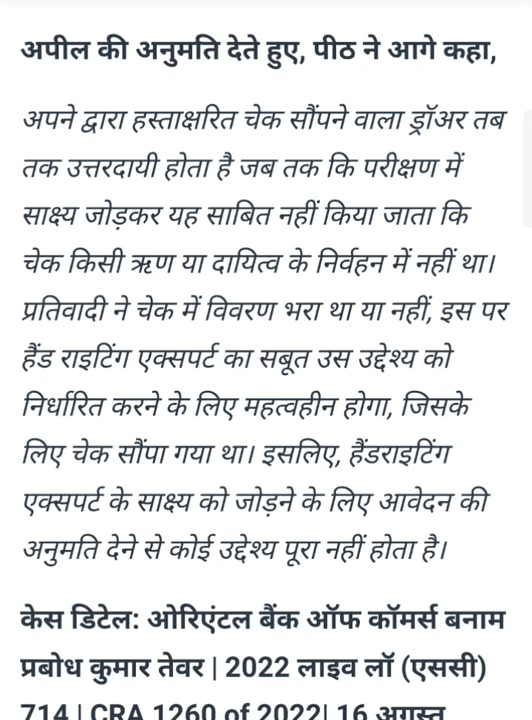 अपील की अनुमति देते हुए, पीठ ने आगे कहा,
अपने द्वारा हस्ताक्षरित चेक सौंपने वाला ड्रॉअर तब
तक उत्तरदायी होता है जब तक कि परीक्षण में
साक्ष्य जोड़कर यह साबित नहीं किया जाता कि
चेक किसी ऋण या दायित्व के निर्वहन में नहीं था।
प्रतिवादी ने चेक में विवरण भरा था या नहीं, इस पर
हैंड राइटिंग एक्सपर्ट का सबूत उस उद्देश्य को
निर्धारित करने के लिए महत्वहीन होगा, जिसके
लिए चेक सौंपा गया था। इसलिए, हैंडराइटिंग
एक्सपर्ट के साक्ष्य को जोड़ने के लिए आवेदन की
अनुमति देने से कोई उद्देश्य पूरा नहीं होता है।
केस डिटेल: ओरिएंटल बैंक ऑफ कॉमर्स बनाम
प्रबोध कुमार तेवर | 2022 लाइव लॉ (एससी)
714 | CRA 1260 of 2022| 16 अगस्त